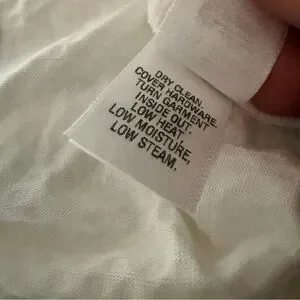 DRY CLEAN.
COVER HARDWARE.
TURN GARMENT
INSIDE OUT.
LOW HEAT.
LOW MOISTURE,
LOW STEAM.